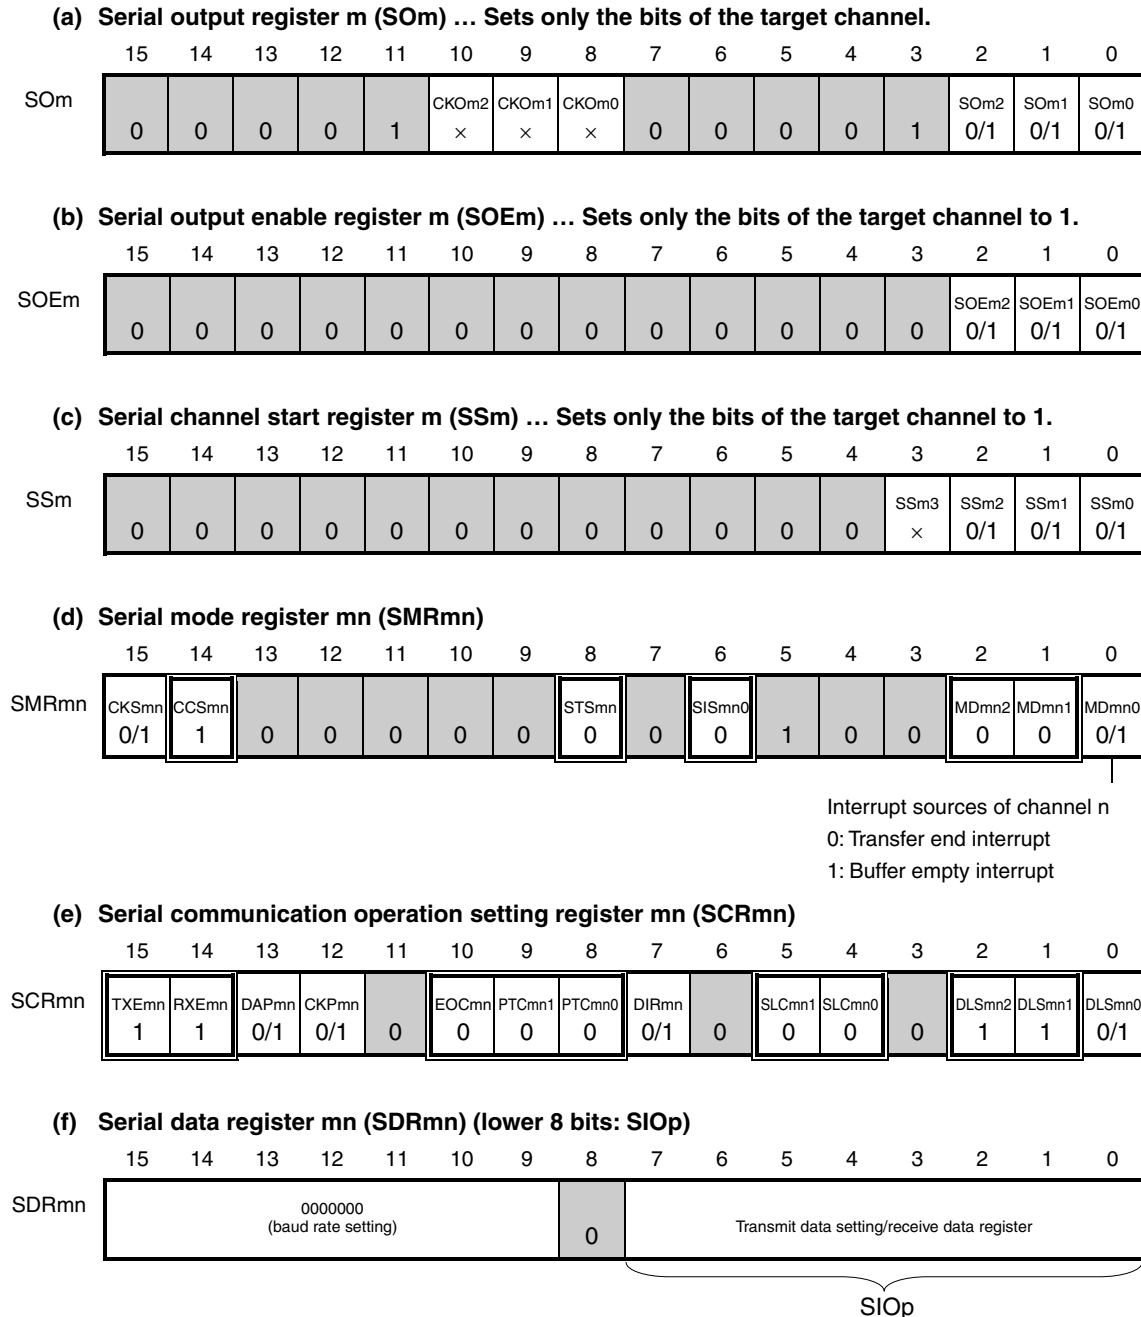 (a) Serial output register m (SOm) … Sets only the bits of the target channel.
15 14 13 12 11 10 9 8 7 6 5 4 3 2 1 0
SOm
CKOm2 CKOm1 CKOm0 SOm2 SOm1 SOm0
0 0 0 0 1 × × × 0 0 0 0 1 0/1 0/1 0/1
(b) Serial output enable register m (SOEm) … Sets only the bits of the target channel to 1.
15 14 13 12 11 10 9 8 7 6 5 4 3 2 1 0
SOEm
SOEm2 SOEm1 SOEm0
0 0 0 0 0 0 0 0 0 0 0 0 0 0/1 0/1 0/1
(c) Serial channel start register m (SSm) … Sets only the bits of the target channel to 1.
15 14 13 12 11 10 9 8 7 6 5 4 3 2 1 0
SSm
SSm3 SSm2 SSm1 SSm0
0 0 0 0 0 0 0 0 0 0 0 0 × 0/1 0/1 0/1
(d) Serial mode register mn (SMRmn)
15 14 13 12 11 10 9 8 7 6 5 4 3 2 1 0
SMRmn
CKSmn CCSmn STSmn SISmn0 MDmn2 MDmn1 MDmn0
0/1 1 0 0 0 0 0 0 0 0 1 0 0 0 0 0/1
Interrupt sources of channel n
0: Transfer end interrupt
1: Buffer empty interrupt
(e) Serial communication operation setting register mn (SCRmn)
15 14 13 12 11 10 9 8 7 6 5 4 3 2 1 0
SCRmn
TXEmn RXEmn DAPmn CKPmn EOCmn PTCmn1 PTCmn0 DIRmn SLCmn1 SLCmn0 DLSmn2 DLSmn1 DLSmn0
1 1 0/1 0/1 0 0 0 0 0/1 0 0 0 0 1 1 0/1
(f) Serial data register mn (SDRmn) (lower 8 bits: SIOp)
15 14 13 12 11 10 9 8 7 6 5 4 3 2 1 0
SDRmn
0000000
(baud rate setting)
0
Transmit data setting/receive data register
SIOp